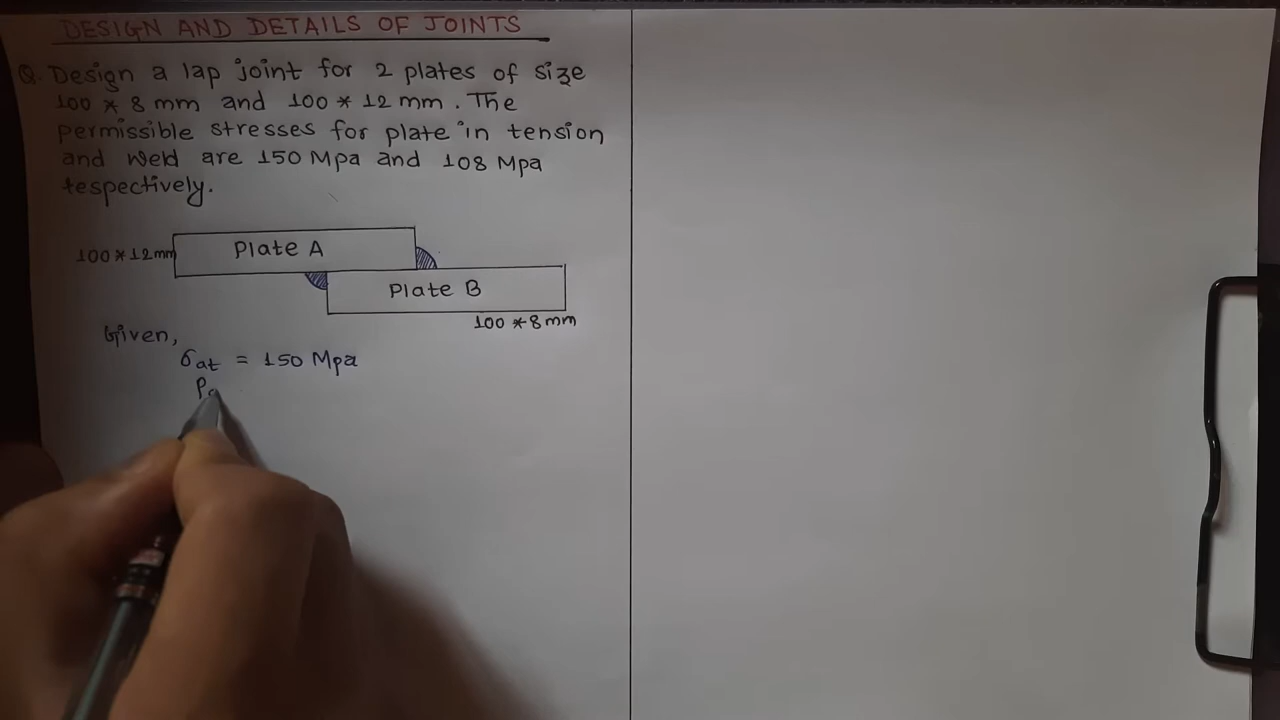 DESIGN AND DETAILS OF JOINTS
Q. Design a lap joint for 2 plates of size
100 * 8 mm and 100 * 12 mm. The
permissible stresses for plate in tension
and weld are 150 Mpa and 108 Mpa
tespectively.
100 * 12 mm
Plate A
Plate B
100 * 8 mm
Given,
σat = 150 Mpa
P